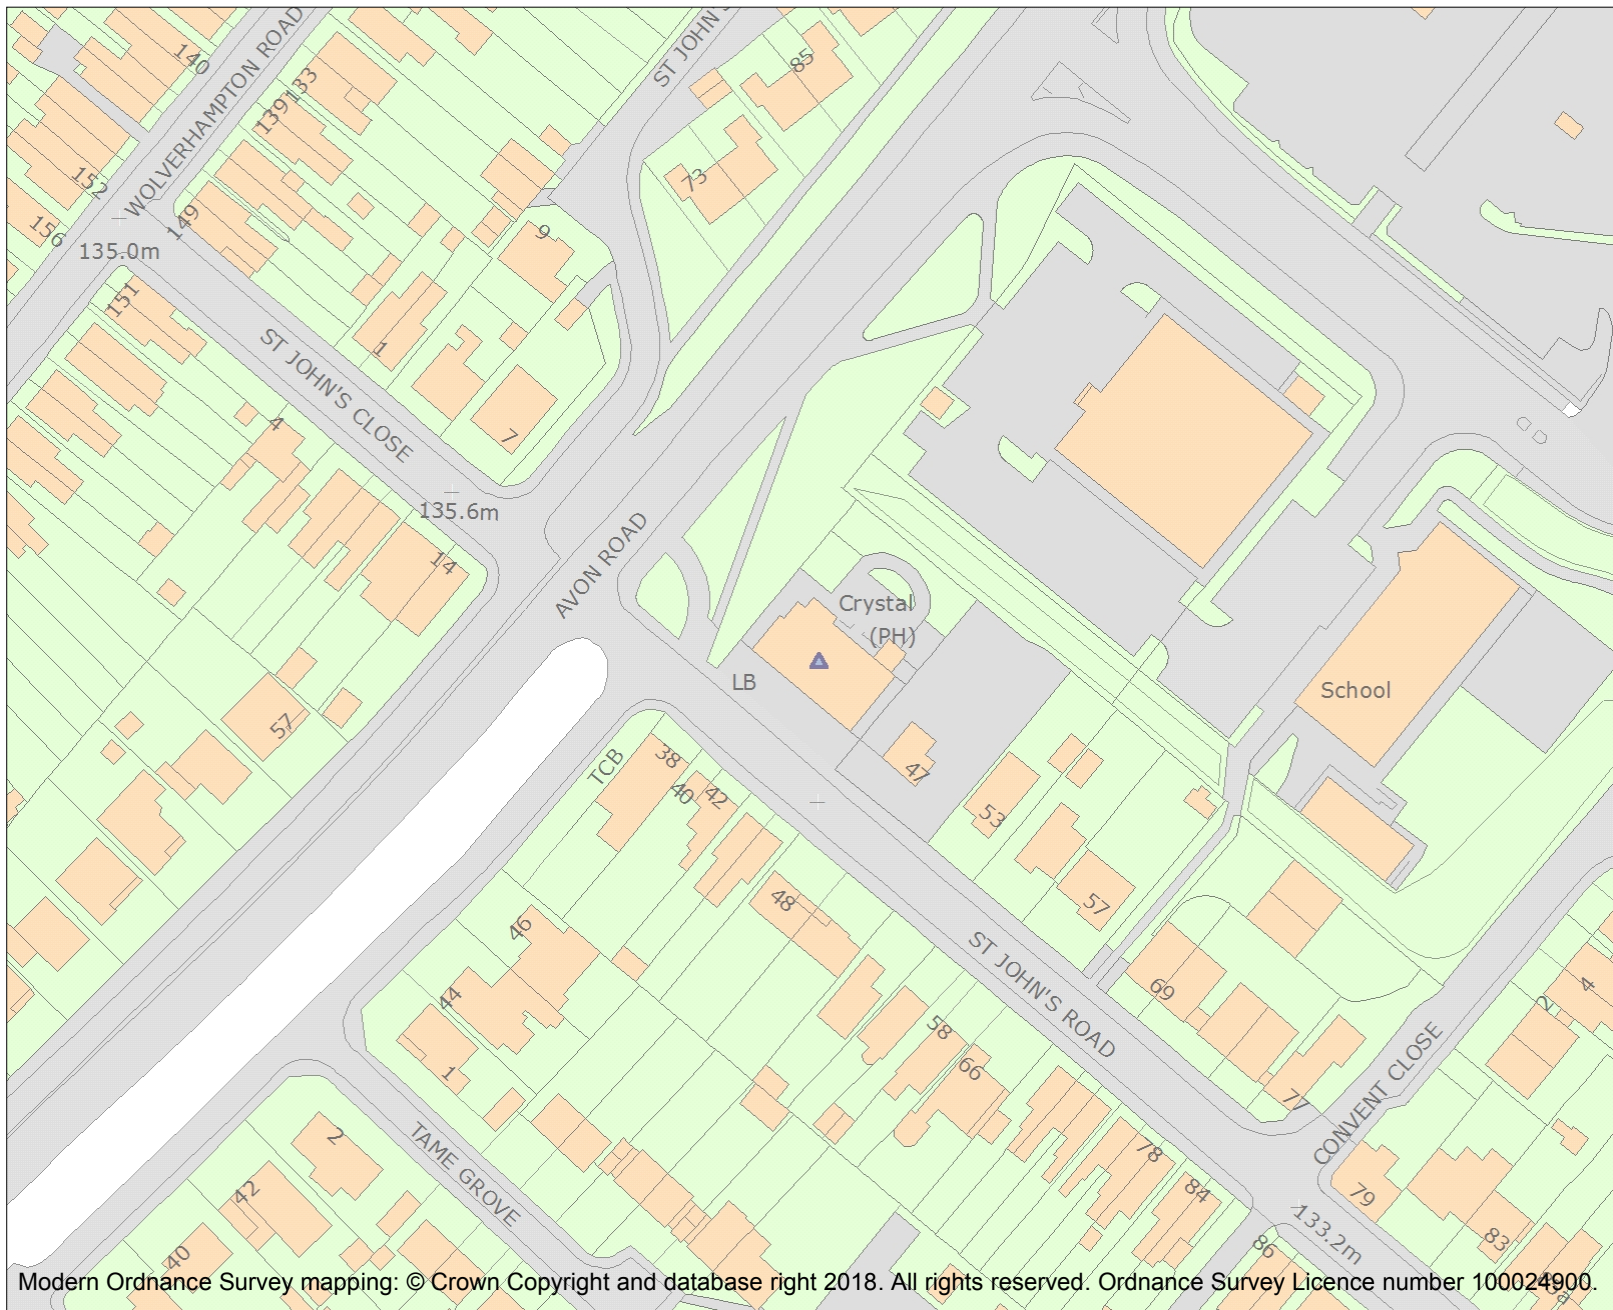 140
WOLVERHAMPTON ROAD
ST JOHN'S
85
133
139
152
73
149
156
9
135.0m
151
ST JOHN'S CLOSE
1
4
7
135.6m
14
AVON ROAD
Crystal
(PH)
LB
School
57
TCB
38
40
42
47
53
48
57
46
ST JOHN'S ROAD
44
69
58
66
1
2
4
CONVENT CLOSE
77
TAME GROVE
2
78
79
84
42
133.2m
83
86
40
Modern Ordnance Survey mapping: © Crown Copyright and database right 2018. All rights reserved. Ordnance Survey Licence number 100024900.